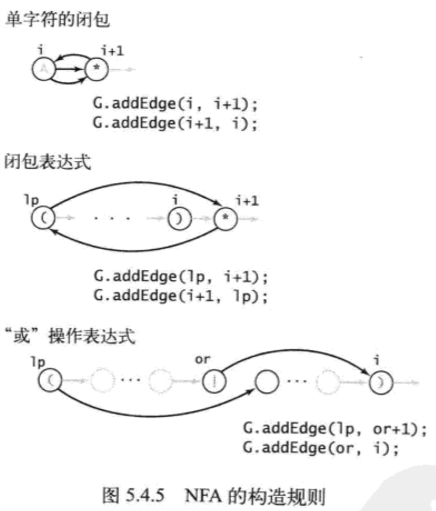 单字符的闭包
i i+1
A *
G.addEdge(i, i+1);
G.addEdge(i+1, i);
闭包表达式
lp i i+1
( . . . ) *
G.addEdge(lp, i+1);
G.addEdge(i+1, lp);
“或”操作表达式
lp or i
( ... | ... )
G.addEdge(lp, or+1);
G.addEdge(or, i);
图 5.4.5 NFA 的构造规则